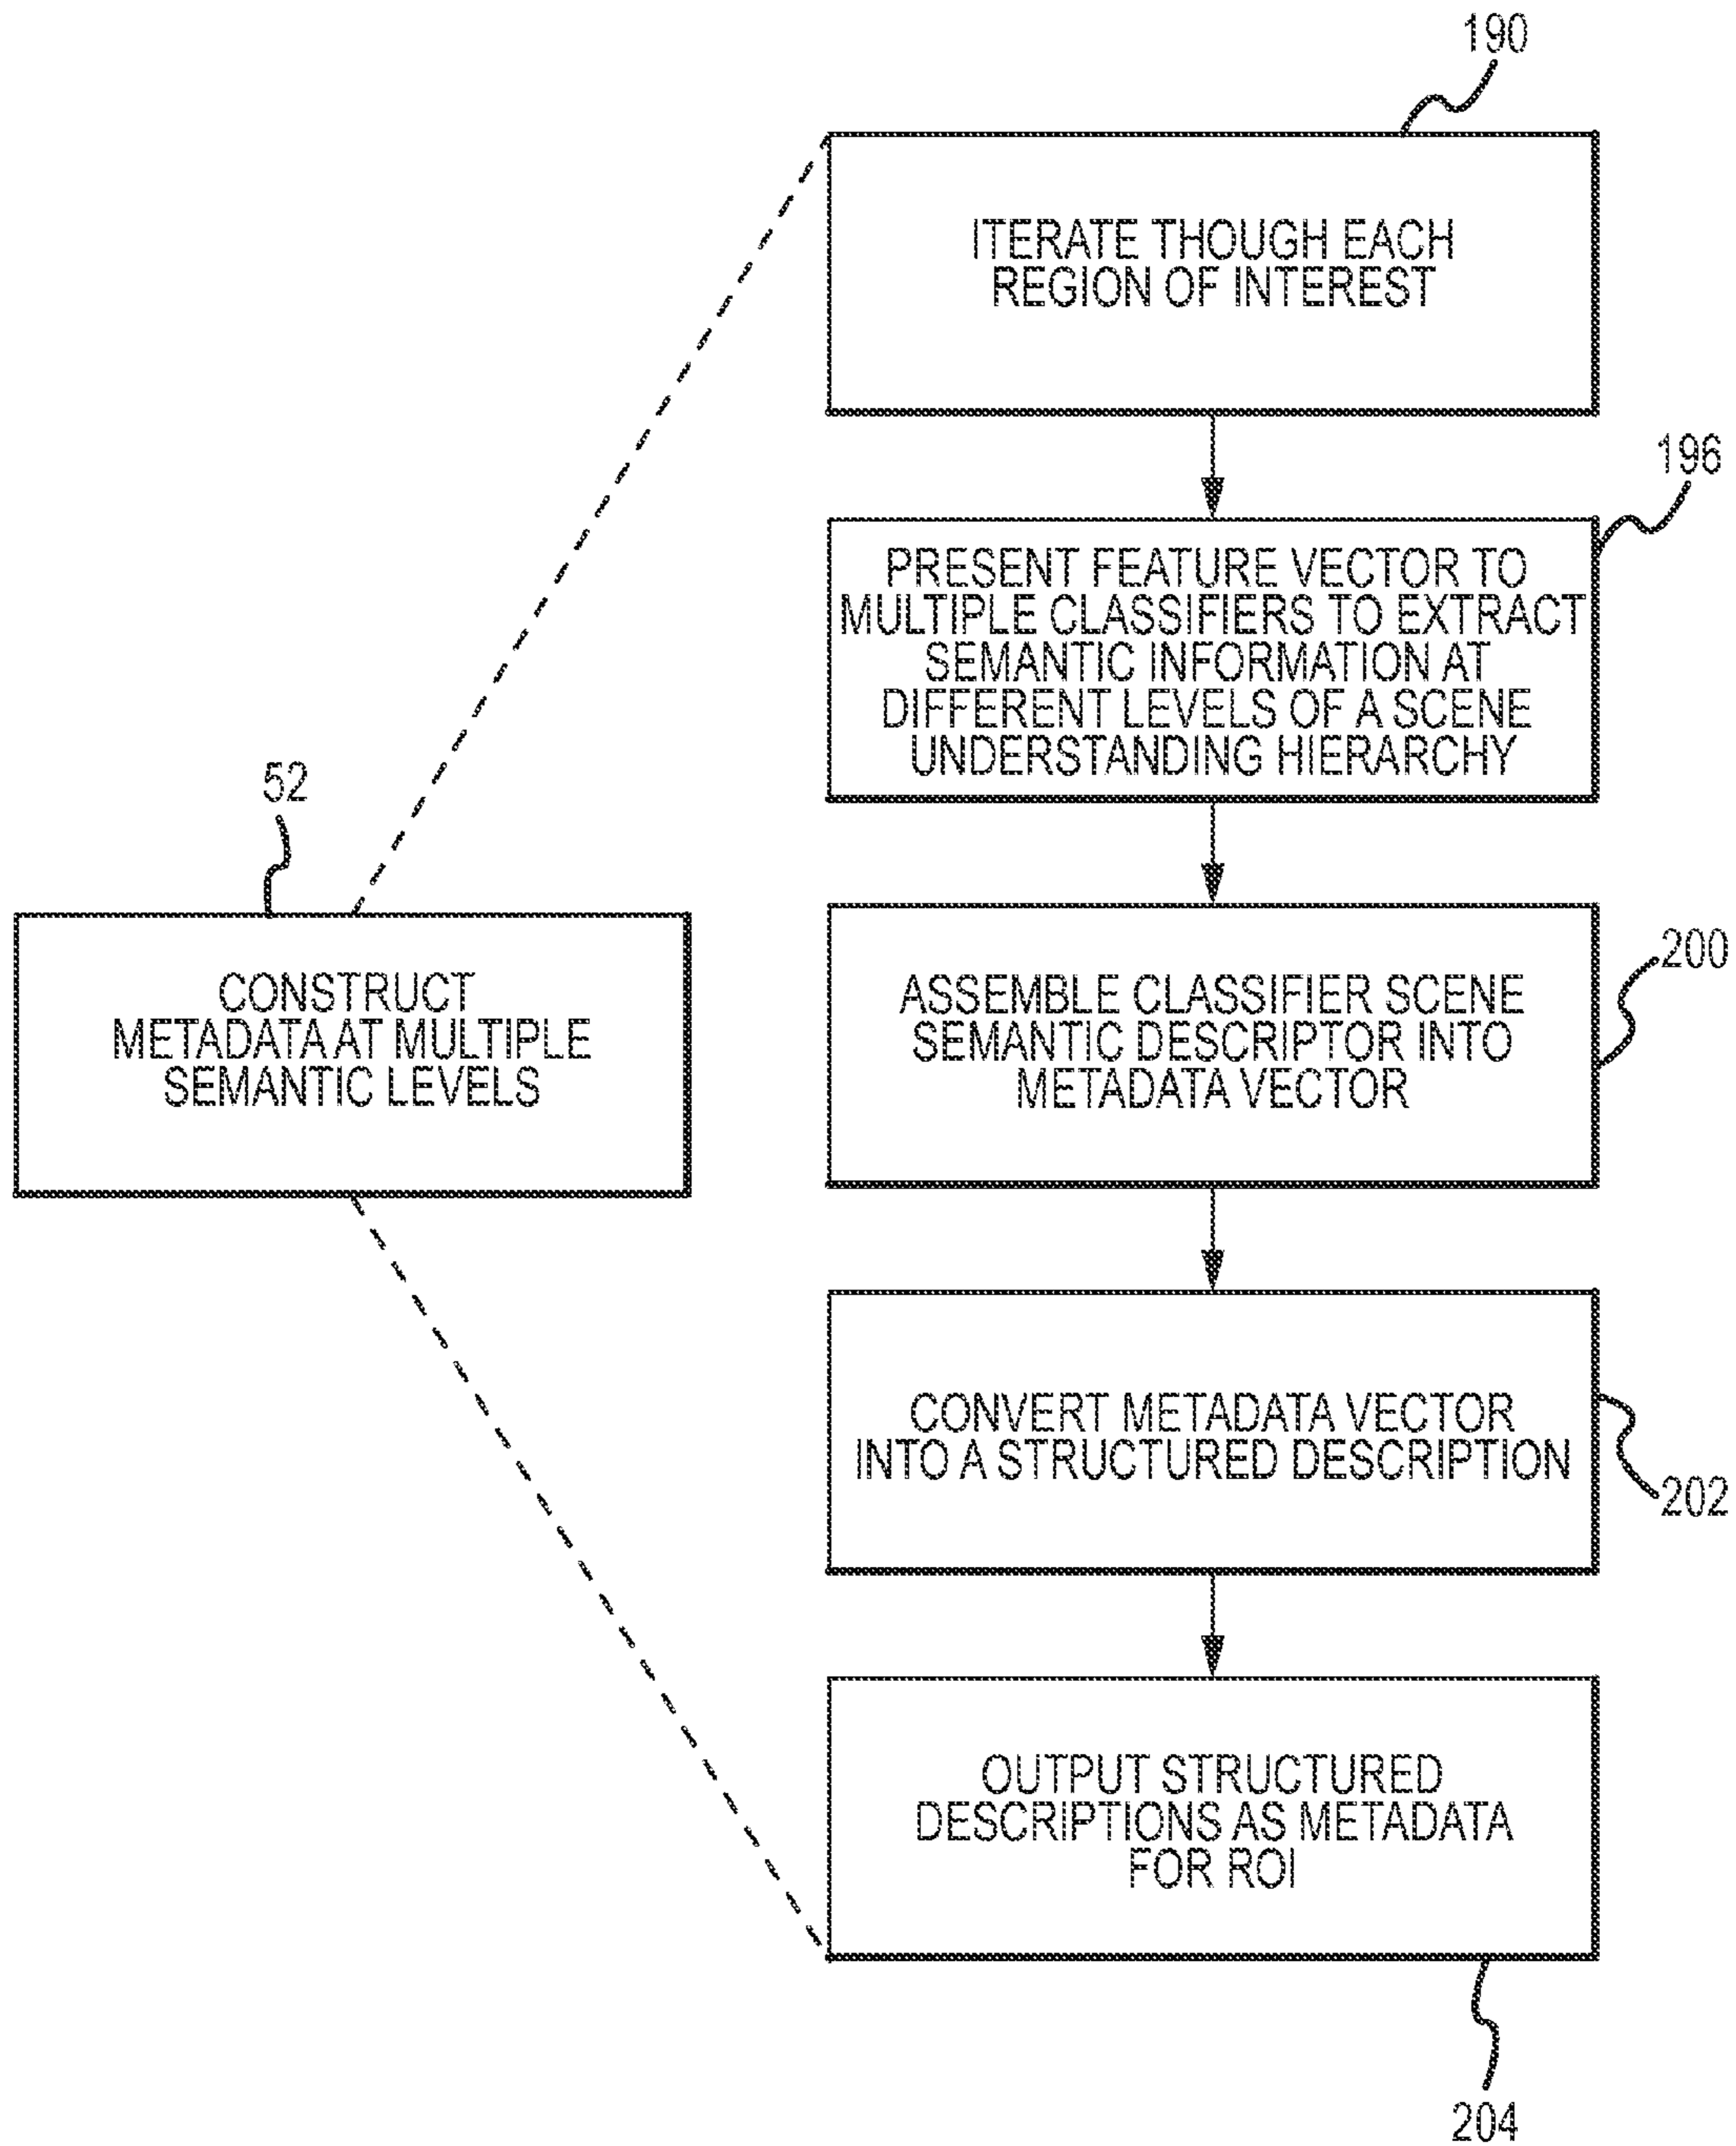 190
ITERATE THOUGH EACH
REGION OF INTEREST
196
PRESENT FEATURE VECTOR TO
MULTIPLE CLASSIFIERS TO EXTRACT
SEMANTIC INFORMATION AT
DIFFERENT LEVELS OF A SCENE
UNDERSTANDING HIERARCHY
52
CONSTRUCT
METADATA AT MULTIPLE
SEMANTIC LEVELS
200
ASSEMBLE CLASSIFIER SCENE
SEMANTIC DESCRIPTOR INTO
METADATA VECTOR
CONVERT METADATA VECTOR
INTO A STRUCTURED DESCRIPTION
202
OUTPUT STRUCTURED
DESCRIPTIONS AS METADATA
FOR ROI
204